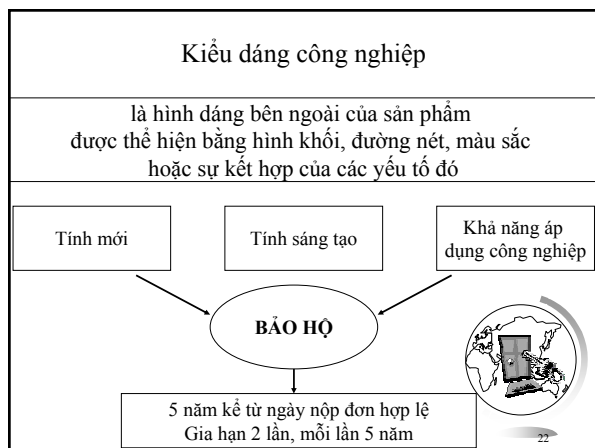 Kiểu dáng công nghiệp
là hình dáng bên ngoài của sản phẩm
được thể hiện bằng hình khối, đường nét, màu sắc
hoặc sự kết hợp của các yếu tố đó
Tính mới
Tính sáng tạo
Khả năng áp
dụng công nghiệp
BẢO HỘ
5 năm kể từ ngày nộp đơn hợp lệ
Gia hạn 2 lần, mỗi lần 5 năm
22